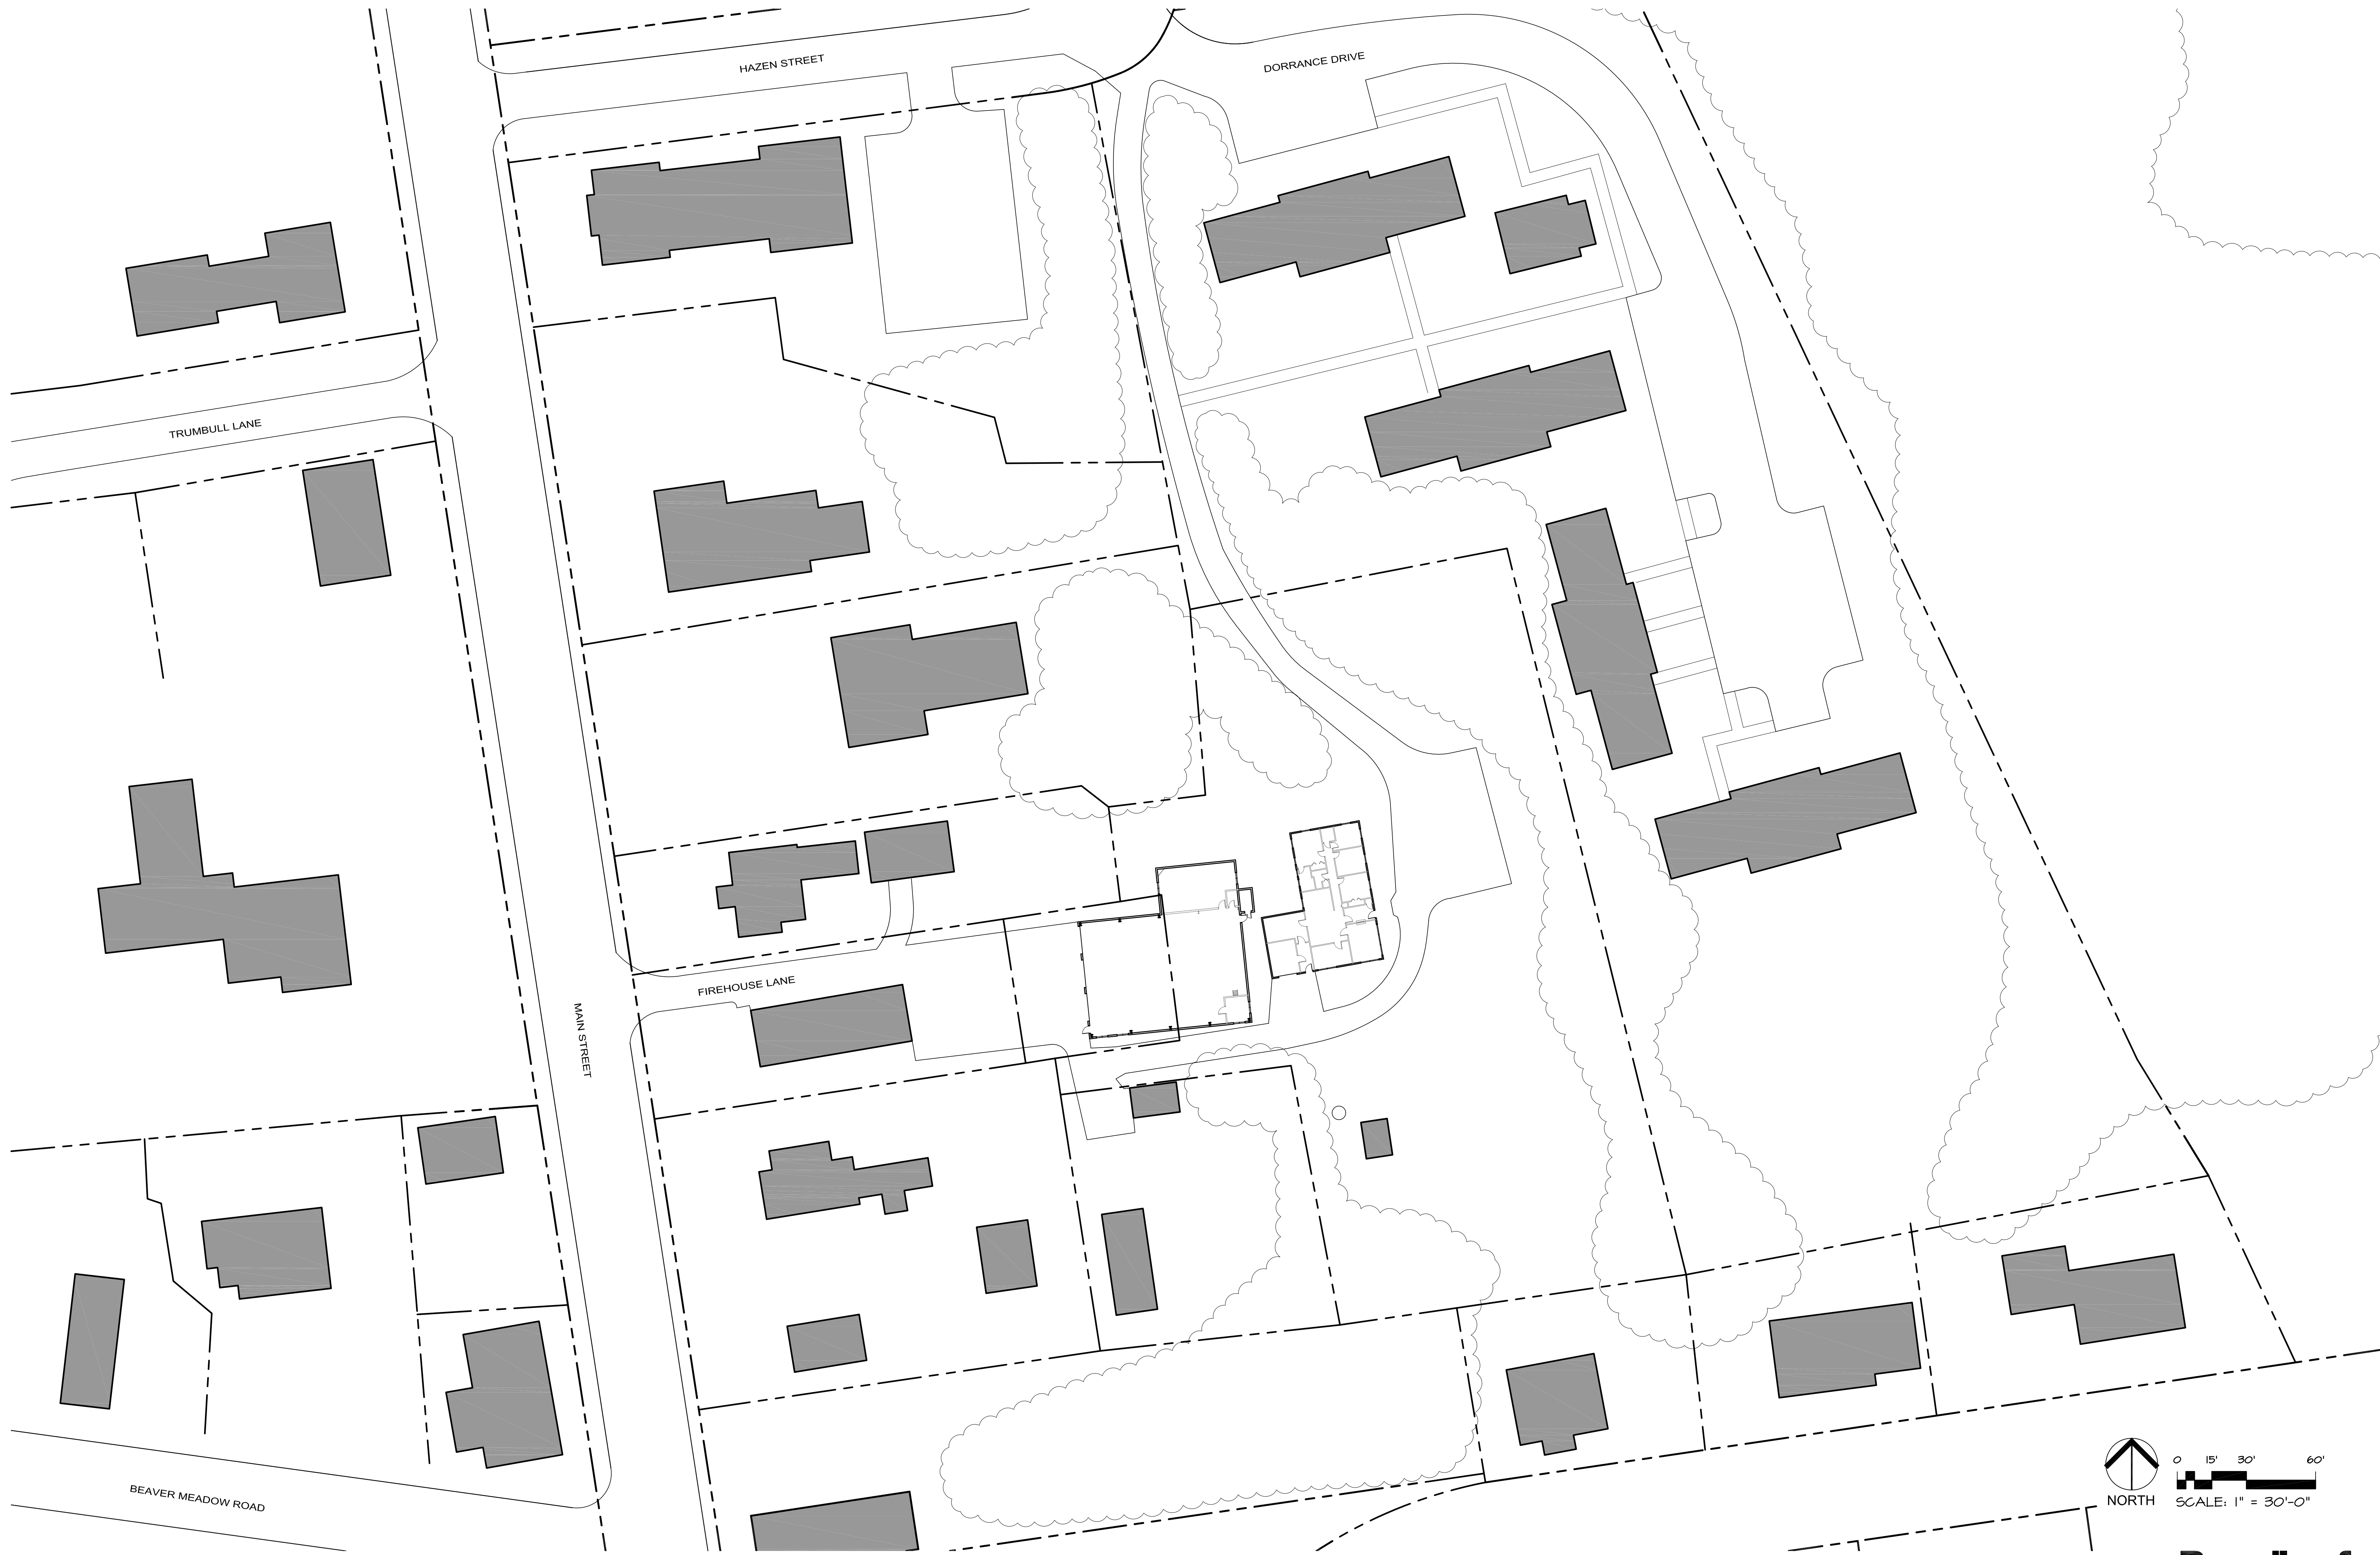 HAZEN STREET
DORRANCE DRIVE
TRUMBULL LANE
FIREHOUSE LANE
MAIN STREET
BEAVER MEADOW ROAD
0 15' 30' 60'
NORTH
SCALE: 1" = 30'-0"